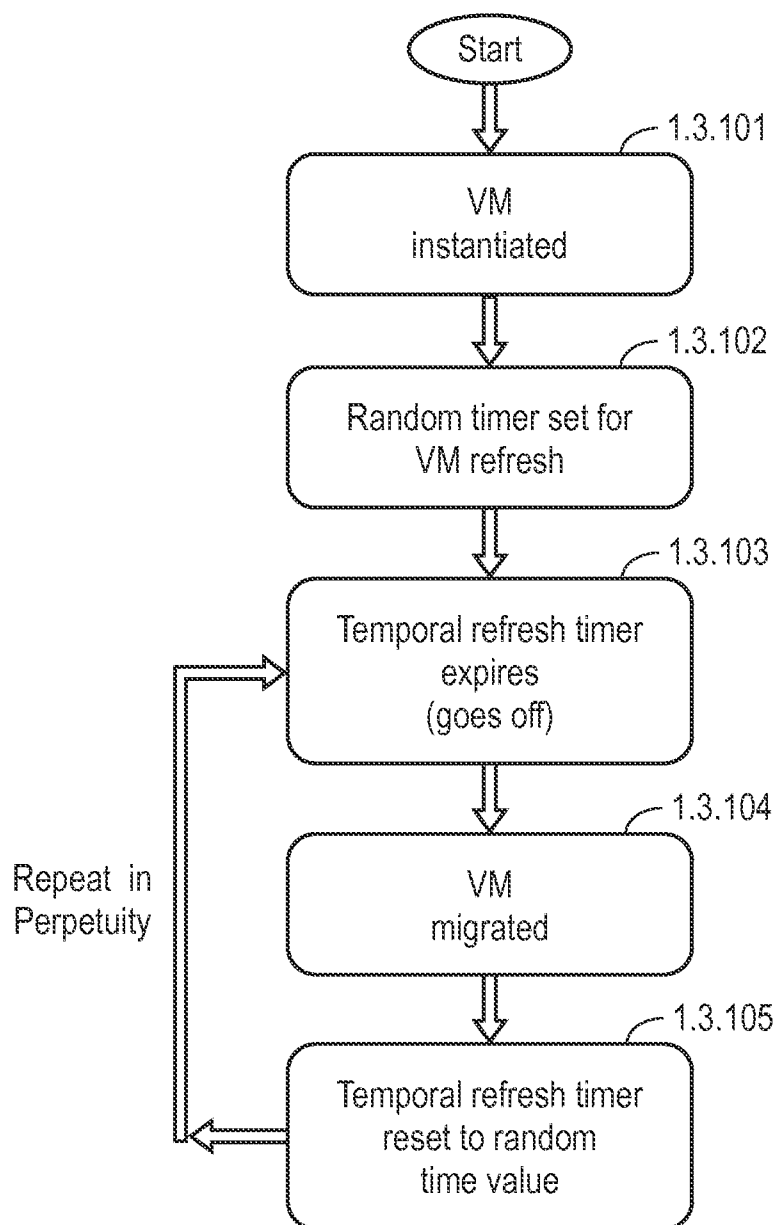 Start
1.3.101
VM
instantiated
1.3.102
Random timer set for
VM refresh
1.3.103
Temporal refresh timer
expires
(goes off)
1.3.104
VM
migrated
Repeat in
Perpetuity
1.3.105
Temporal refresh timer
reset to random
time value